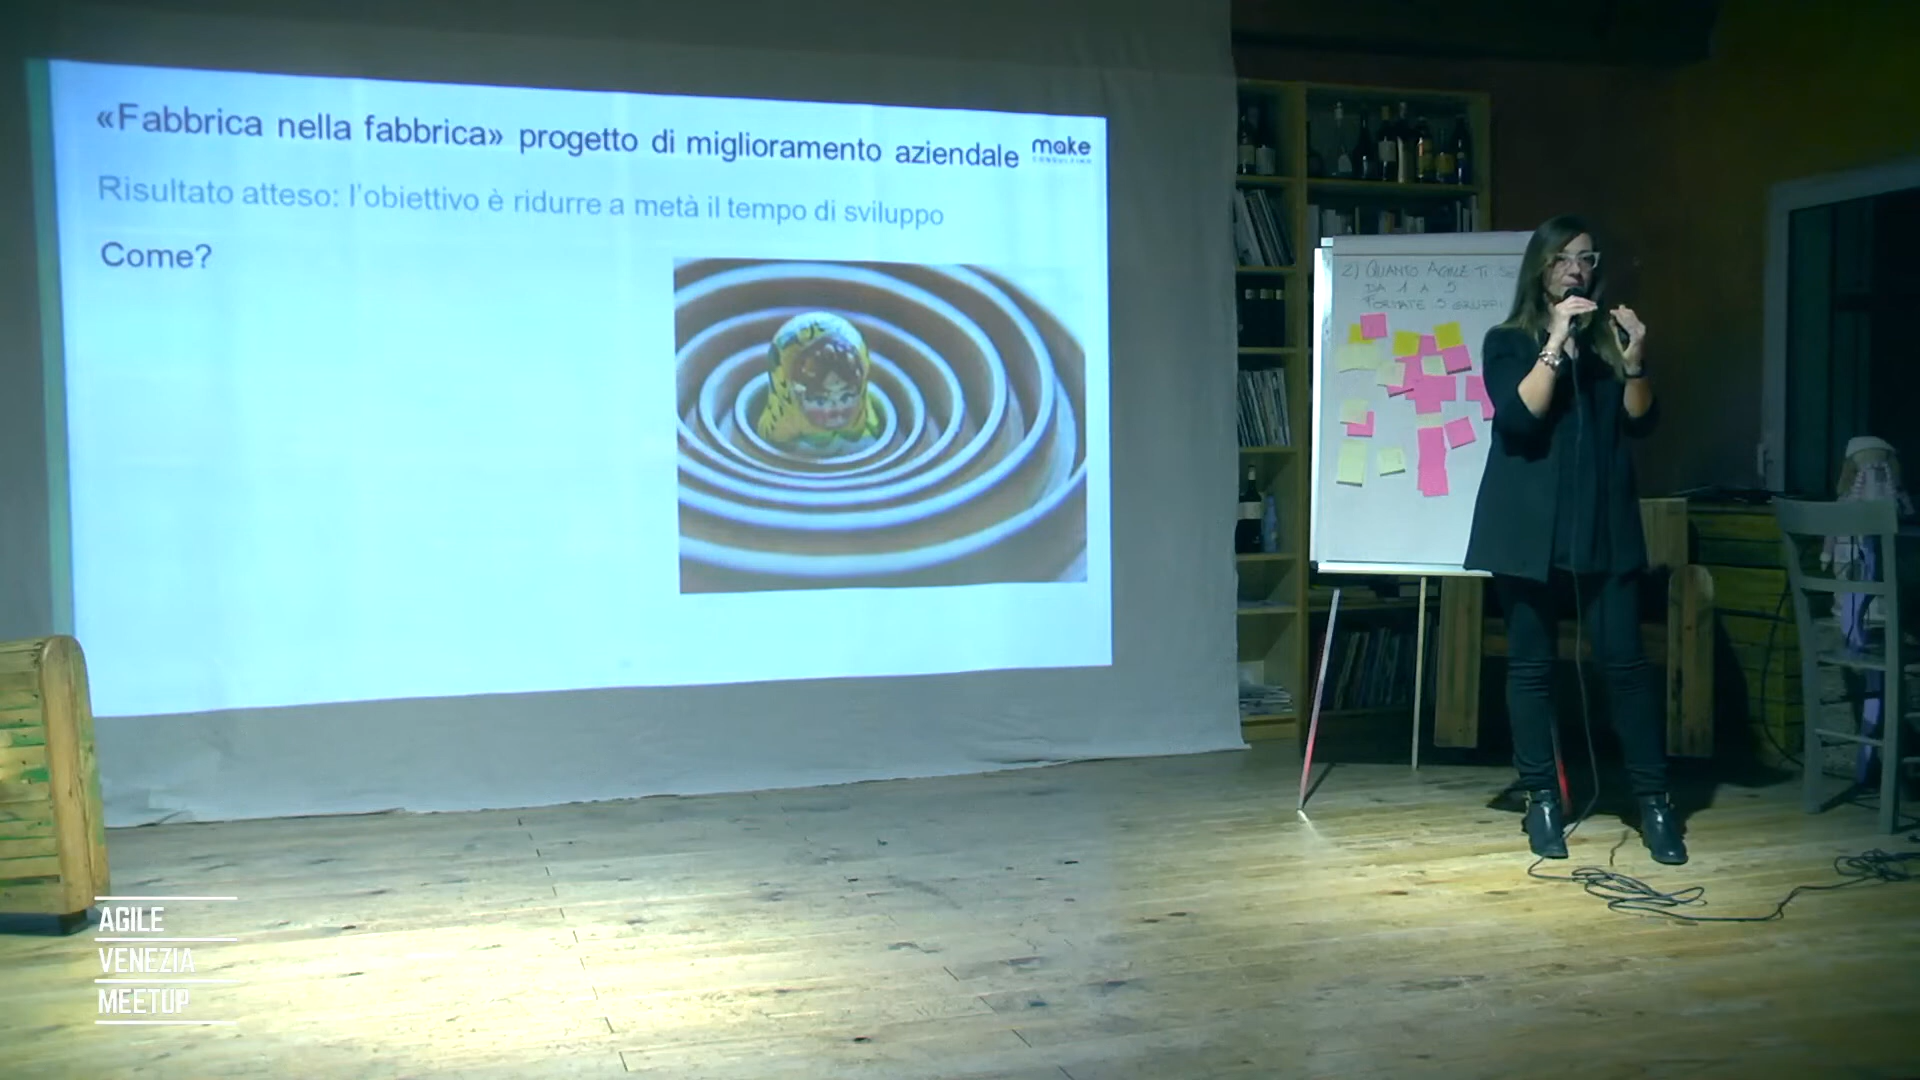 «Fabbrica nella fabbrica» progetto di miglioramento aziendale
make
CONSULTING
Risultato atteso: l'obiettivo è ridurre a metà il tempo di sviluppo
Come?
2) QUANTO AGILE TI
DA 1 A 5
FORMATE 5 GRUPPI
AGILE
VENEZIA
MEETUP